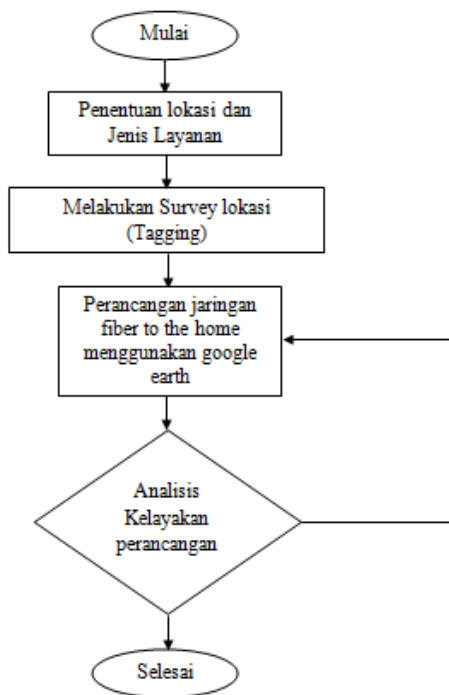 Mulai
Penentuan lokasi dan
Jenis Layanan
Melakukan Survey lokasi
(Tagging)
Perancangan jaringan
fiber to the home
menggunakan google
earth
Analisis
Kelayakan
perancangan
Selesai